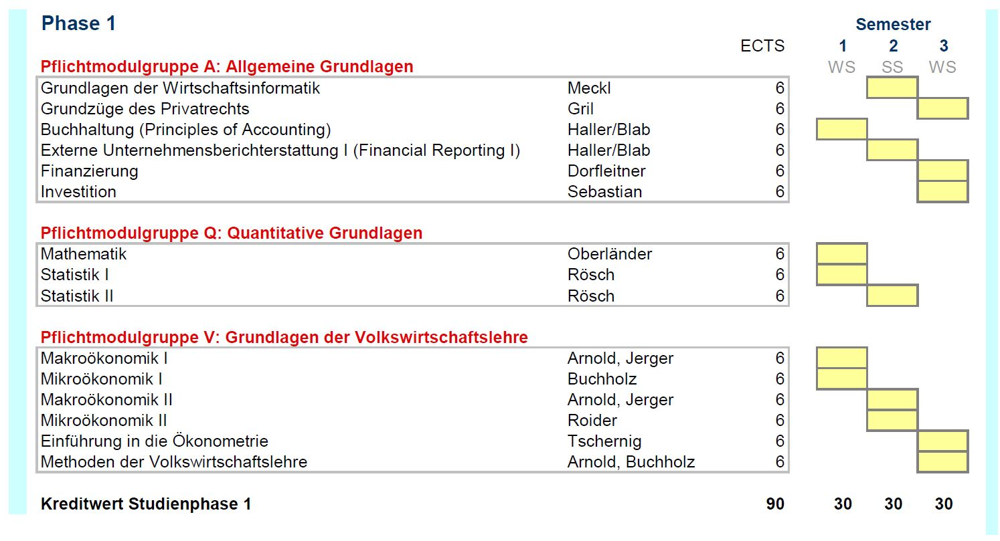 Phase 1 Semester
ECTS 1 2 3
Pflichtmodulgruppe A: Allgemeine Grundlagen WS SS WS
Grundlagen der Wirtschaftsinformatik Meckl 6
Grundzüge des Privatrechts Gril 6
Buchhaltung (Principles of Accounting) Haller/Blab 6
Externe Unternehmensberichterstattung I (Financial Reporting I) Haller/Blab 6
Finanzierung Dorfleitner 6
Investition Sebastian 6
Pflichtmodulgruppe Q: Quantitative Grundlagen
Mathematik Oberländer 6
Statistik I Rösch 6
Statistik II Rösch 6
Pflichtmodulgruppe V: Grundlagen der Volkswirtschaftslehre
Makroökonomik I Arnold, Jerger 6
Mikroökonomik I Buchholz 6
Makroökonomik II Arnold, Jerger 6
Mikroökonomik II Roider 6
Einführung in die Ökonometrie Tschernig 6
Methoden der Volkswirtschaftslehre Arnold, Buchholz 6
Kreditwert Studienphase 1 90 30 30 30